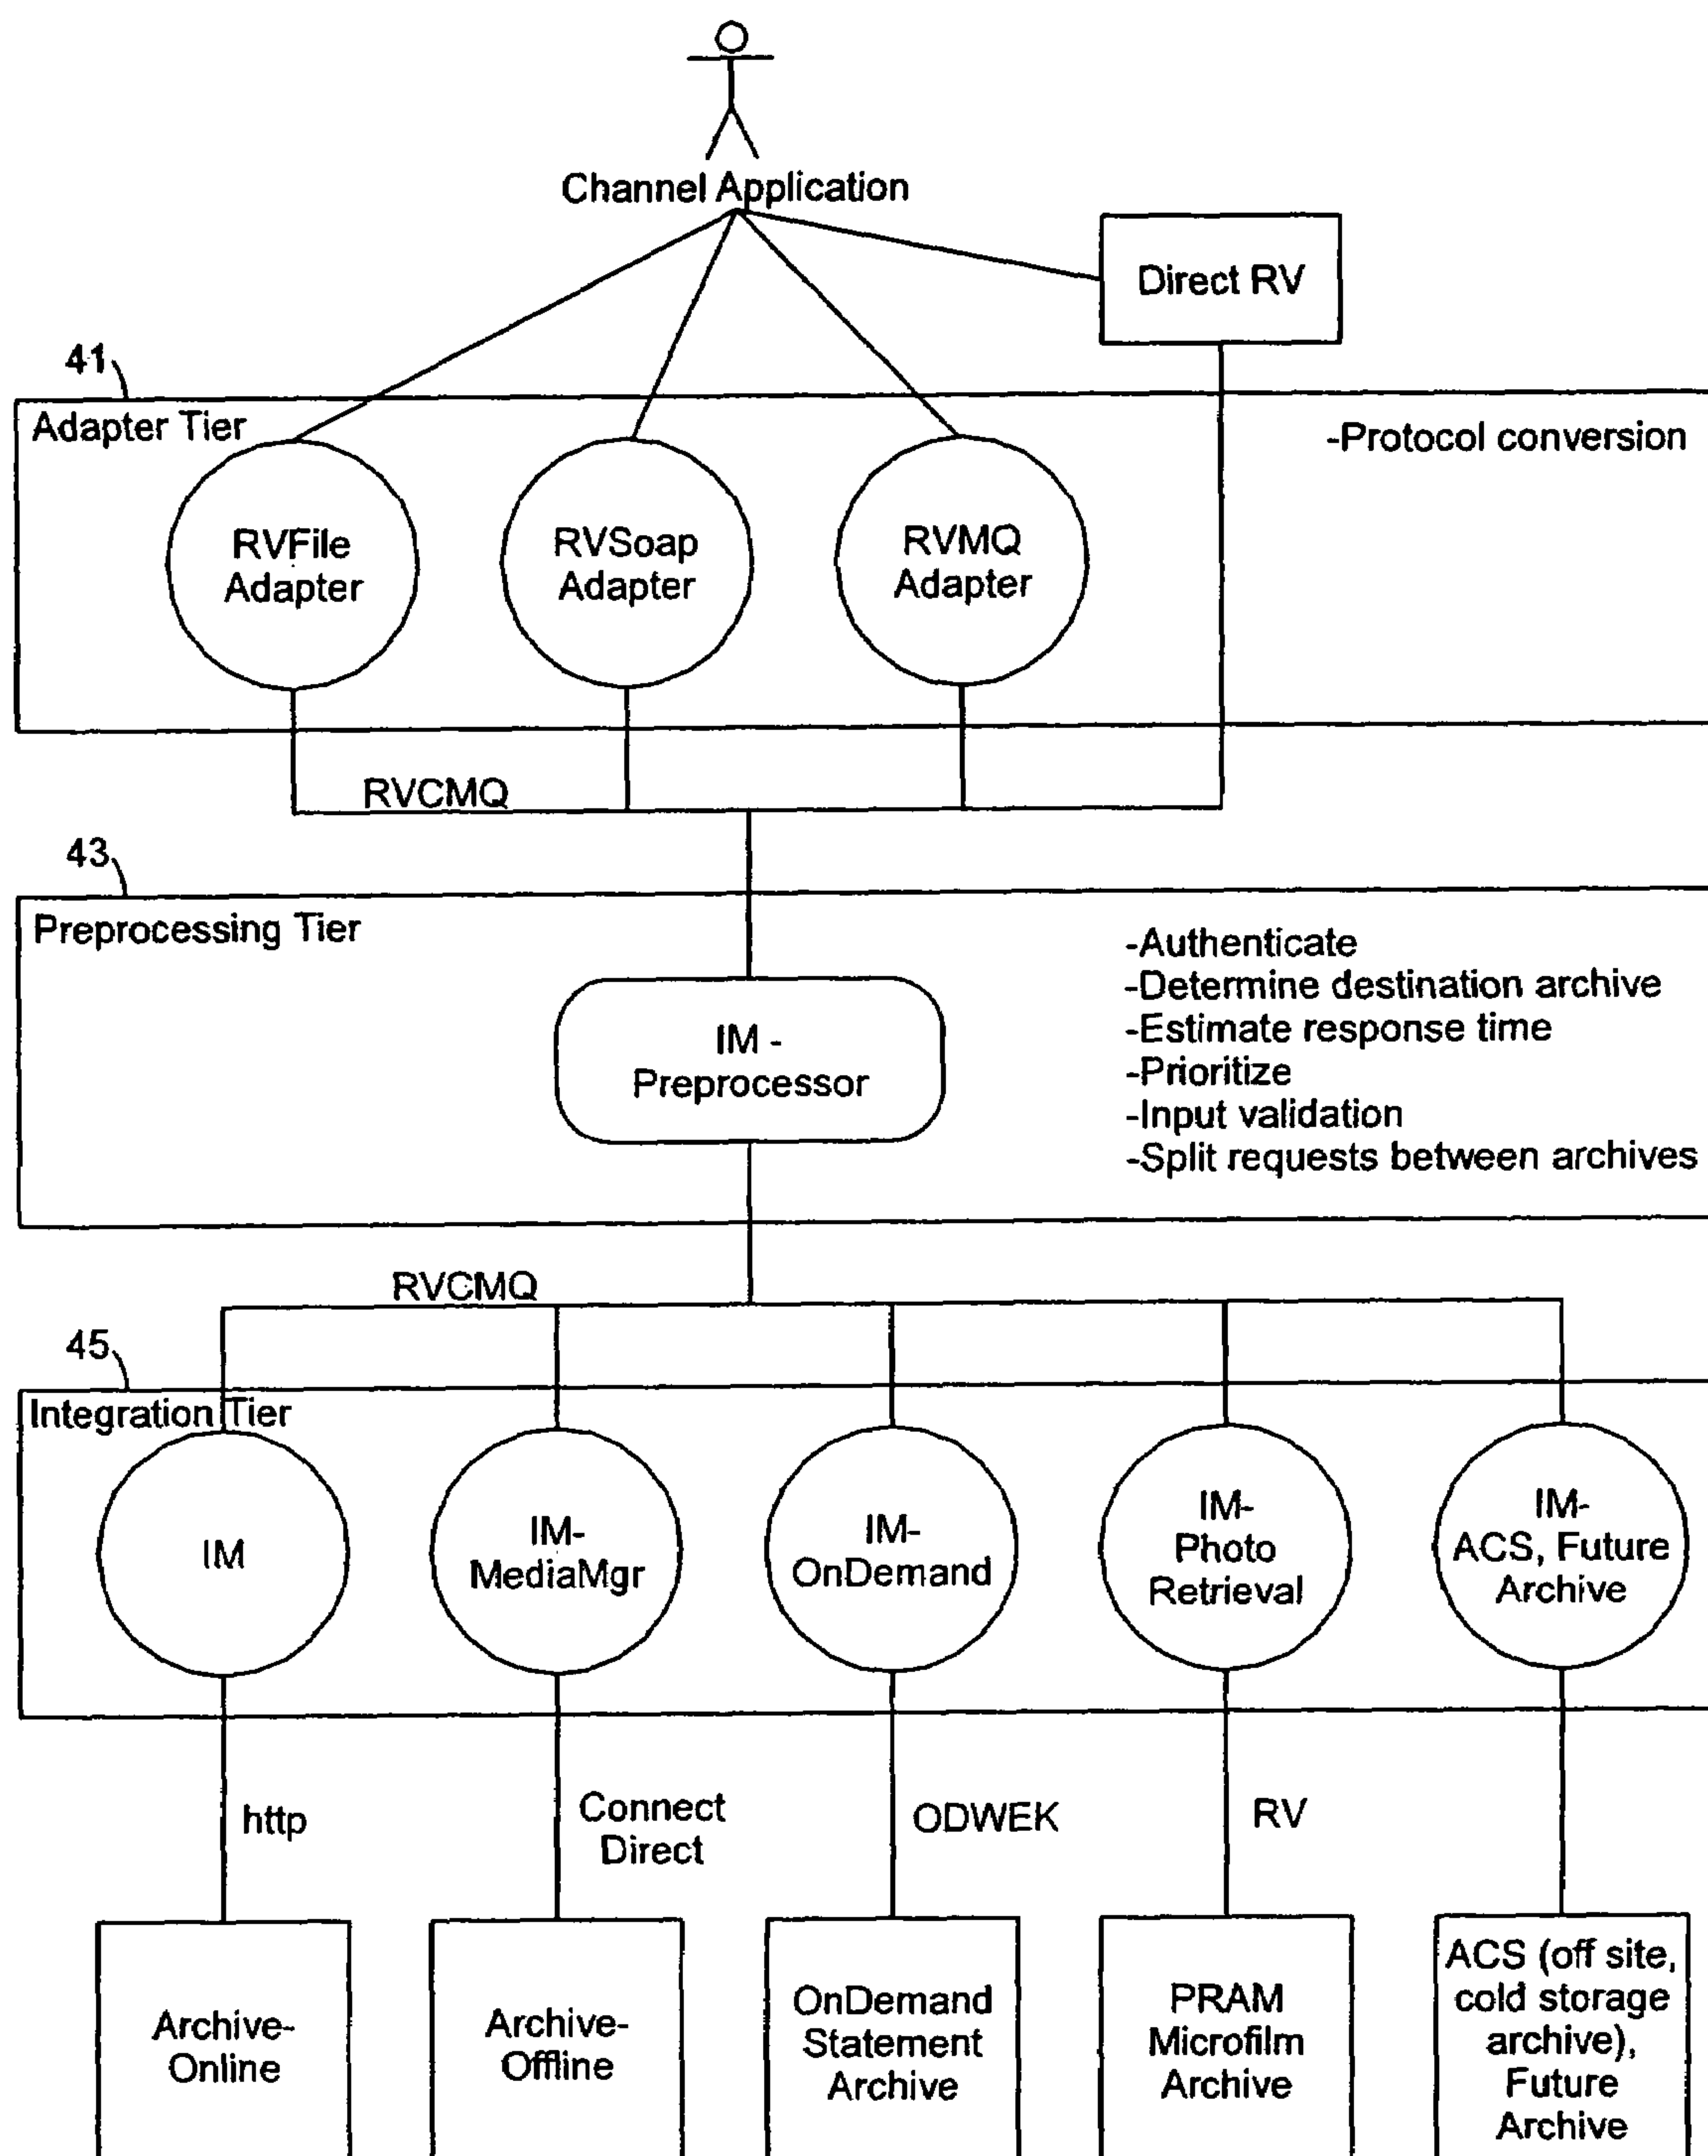 Channel Application
Direct RV
41
Adapter Tier
-Protocol conversion
RVFile
Adapter
RVSoap
Adapter
RVMQ
Adapter
RVCMQ
43
Preprocessing Tier
-Authenticate
-Determine destination archive
-Estimate response time
-Prioritize
-Input validation
-Split requests between archives
IM -
Preprocessor
RVCMQ
45
Integration Tier
IM
IM-
MediaMgr
IM-
OnDemand
IM-
Photo
Retrieval
IM-
ACS, Future
Archive
http
Connect
Direct
ODWEK
RV
Archive-
Online
Archive-
Offline
OnDemand
Statement
Archive
PRAM
Microfilm
Archive
ACS (off site,
cold storage
archive),
Future
Archive